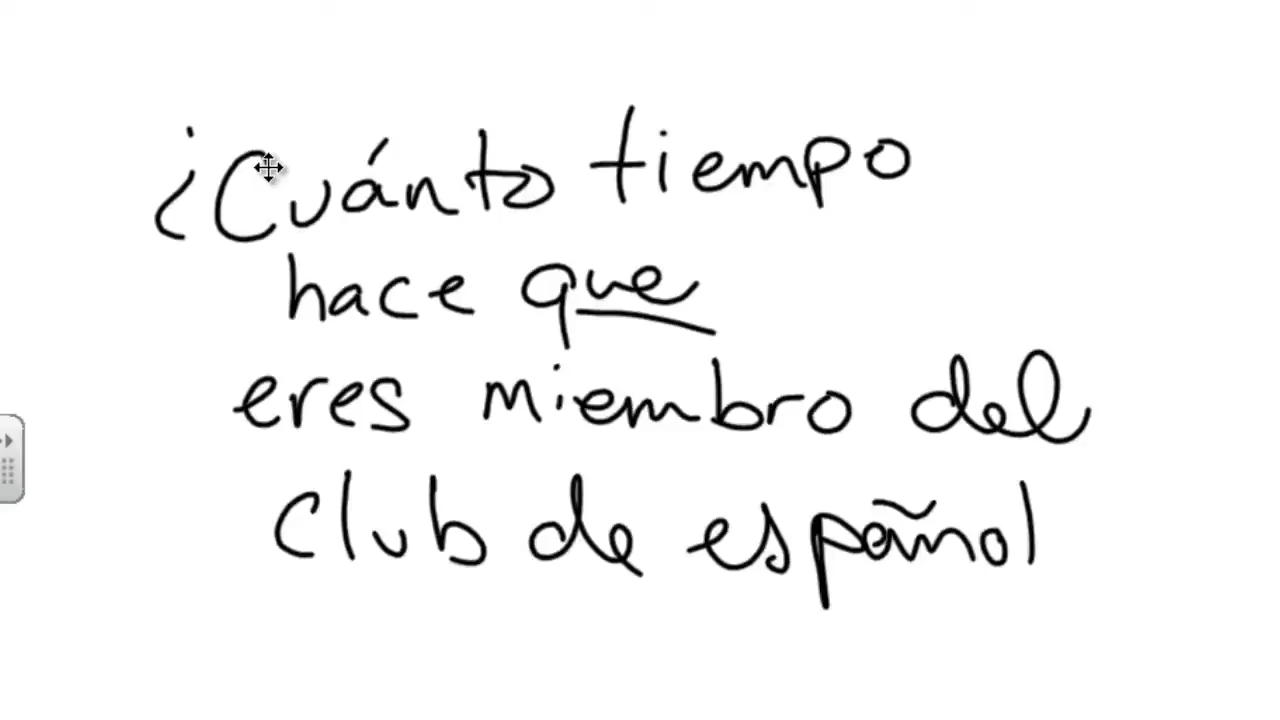 ¿Cuánto tiempo
hace que
eres miembro del
club de español